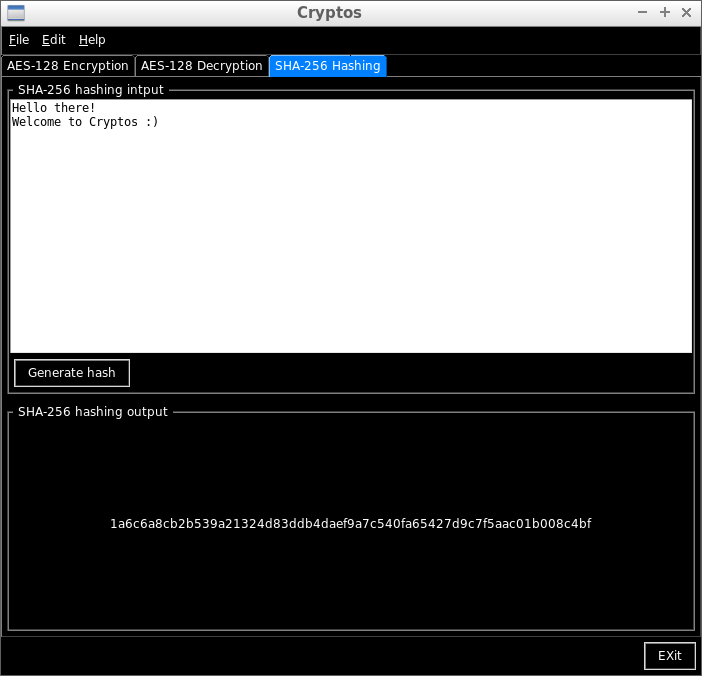 Cryptos
File Edit Help
AES-128 Encryption AES-128 Decryption SHA-256 Hashing
SHA-256 hashing intput
Hello there!
Welcome to Cryptos :)
Generate hash
SHA-256 hashing output
1a6c6a8cb2b539a21324d83ddb4daef9a7c540fa65427d9c7f5aac01b008c4bf
EXit